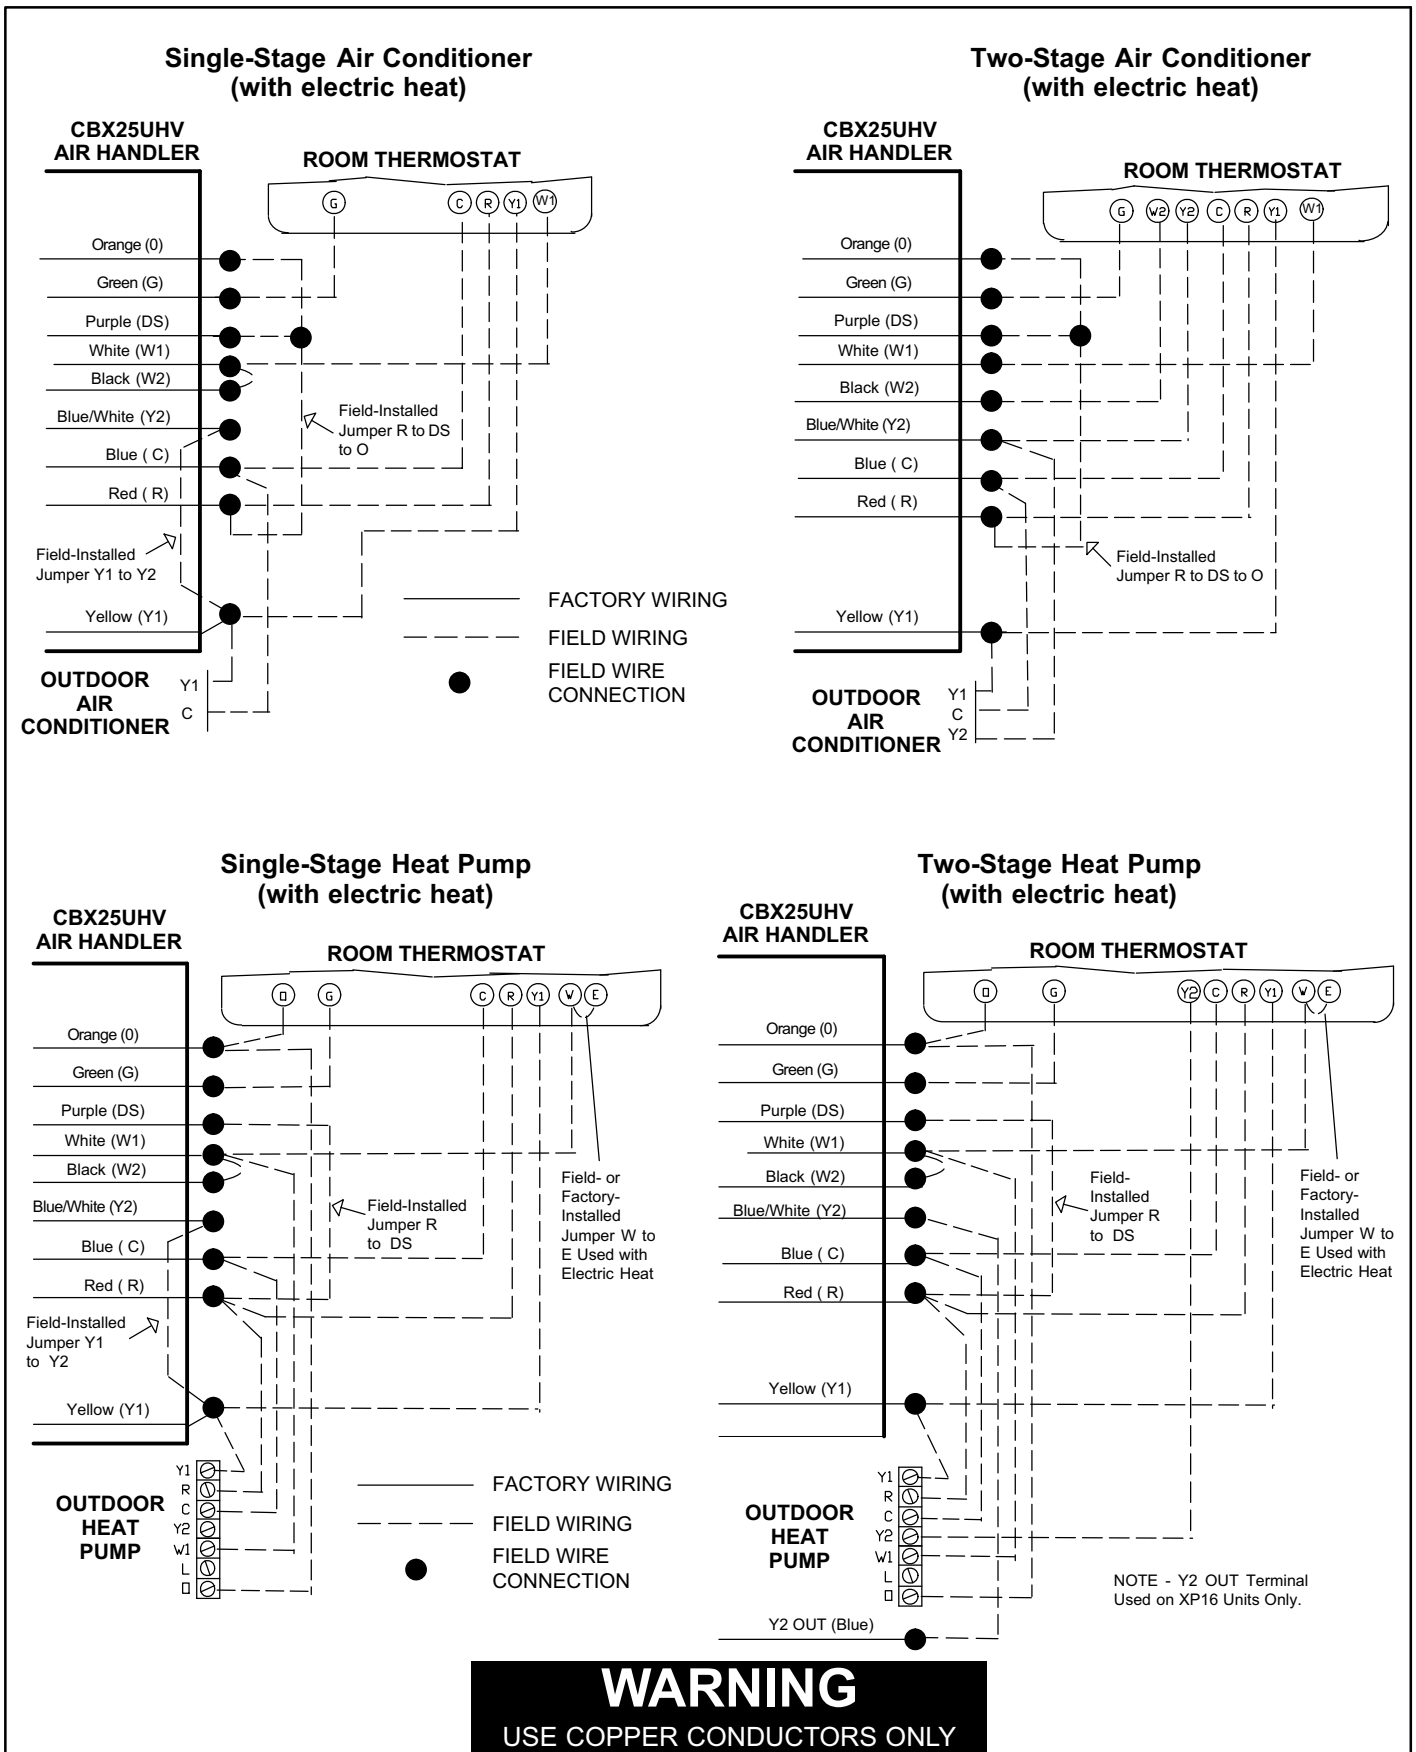 Single-Stage Air Conditioner
(with electric heat)
CBX25UHV
AIR HANDLER
ROOM THERMOSTAT
G C R Y1 W1
Orange (0)
Green (G)
Purple (DS)
White (W1)
Black (W2)
Blue/White (Y2)
Blue ( C)
Red ( R)
Field-Installed
Jumper R to DS
to O
Field-Installed
Jumper Y1 to Y2
Yellow (Y1)
OUTDOOR
AIR
CONDITIONER
Y1
C
FACTORY WIRING
FIELD WIRING
FIELD WIRE
CONNECTION
Two-Stage Air Conditioner
(with electric heat)
CBX25UHV
AIR HANDLER
ROOM THERMOSTAT
G W2 Y2 C R Y1 W1
Orange (0)
Green (G)
Purple (DS)
White (W1)
Black (W2)
Blue/White (Y2)
Blue ( C)
Red ( R)
Field-Installed
Jumper R to DS to O
Yellow (Y1)
OUTDOOR
AIR
CONDITIONER
Y1
C
Y2
Single-Stage Heat Pump
(with electric heat)
CBX25UHV
AIR HANDLER
ROOM THERMOSTAT
O G C R Y1 W E
Orange (0)
Green (G)
Purple (DS)
White (W1)
Black (W2)
Blue/White (Y2)
Blue ( C)
Red ( R)
Field-Installed
Jumper R
to DS
Field- or
Factory-
Installed
Jumper W to
E Used with
Electric Heat
Field-Installed
Jumper Y1
to Y2
Yellow (Y1)
OUTDOOR
HEAT
PUMP
Y1
R
C
Y2
W1
L
O
FACTORY WIRING
FIELD WIRING
FIELD WIRE
CONNECTION
Two-Stage Heat Pump
(with electric heat)
CBX25UHV
AIR HANDLER
ROOM THERMOSTAT
O G Y2 C R Y1 W E
Orange (0)
Green (G)
Purple (DS)
White (W1)
Black (W2)
Blue/White (Y2)
Blue ( C)
Red ( R)
Field-
Installed
Jumper R
to DS
Field- or
Factory-
Installed
Jumper W to
E Used with
Electric Heat
Yellow (Y1)
OUTDOOR
HEAT
PUMP
Y1
R
C
Y2
W1
L
O
Y2 OUT (Blue)
NOTE - Y2 OUT Terminal
Used on XP16 Units Only.
WARNING
USE COPPER CONDUCTORS ONLY